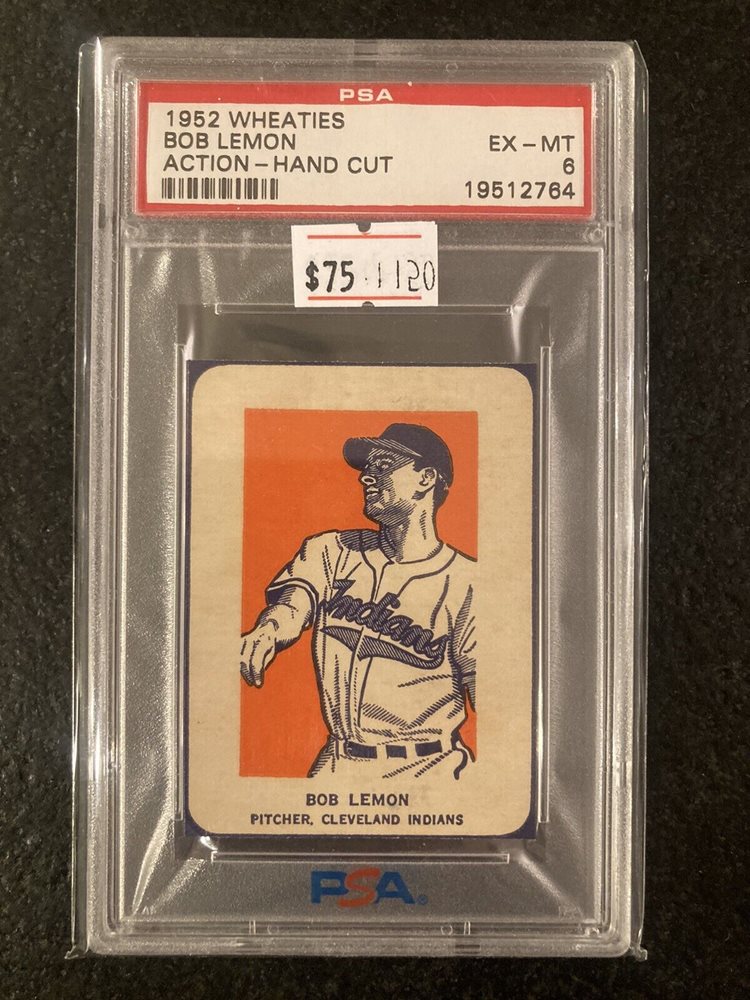 PSA
1952 WHEATIES
BOB LEMON EX-MT
ACTION-HAND CUT 6
19512764
$75 1120
Indians
BOB LEMON
PITCHER, CLEVELAND INDIANS
PSA®